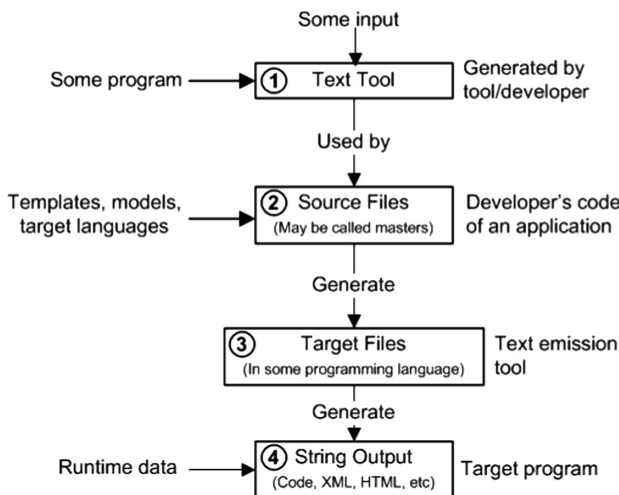 Some input
Some program
① Text Tool
Generated by
tool/developer
Used by
Templates, models,
target languages
② Source Files
(May be called masters)
Developer's code
of an application
Generate
③ Target Files
(In some programming language)
Text emission
tool
Generate
Runtime data
④ String Output
(Code, XML, HTML, etc)
Target program